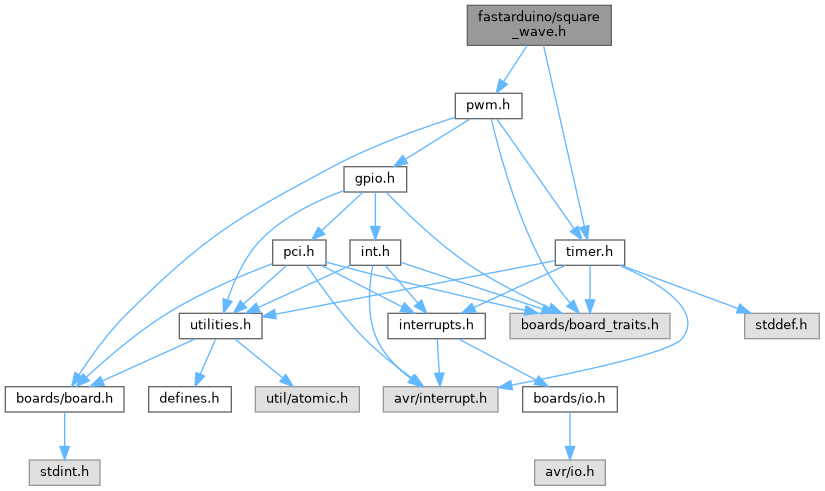 fastarduino/square
_wave.h
pwm.h
gpio.h
pci.h
int.h
timer.h
utilities.h
interrupts.h
boards/board_traits.h
stddef.h
boards/board.h
defines.h
util/atomic.h
avr/interrupt.h
boards/io.h
stdint.h
avr/io.h